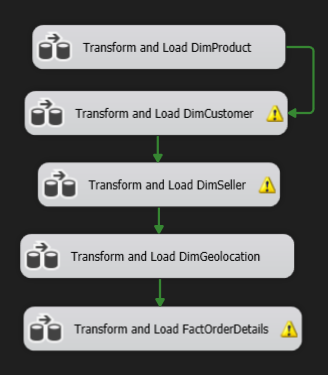 Transform and Load DimProduct
Transform and Load DimCustomer
Transform and Load DimSeller
Transform and Load DimGeolocation
Transform and Load FactOrderDetails